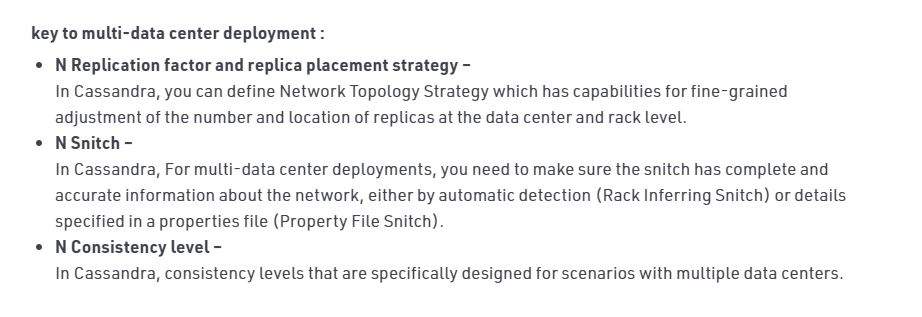 key to multi-data center deployment :
• N Replication factor and replica placement strategy –
In Cassandra, you can define Network Topology Strategy which has capabilities for fine-grained
adjustment of the number and location of replicas at the data center and rack level.
• N Snitch –
In Cassandra, For multi-data center deployments, you need to make sure the snitch has complete and
accurate information about the network, either by automatic detection (Rack Inferring Snitch) or details
specified in a properties file (Property File Snitch).
• N Consistency level –
In Cassandra, consistency levels that are specifically designed for scenarios with multiple data centers.